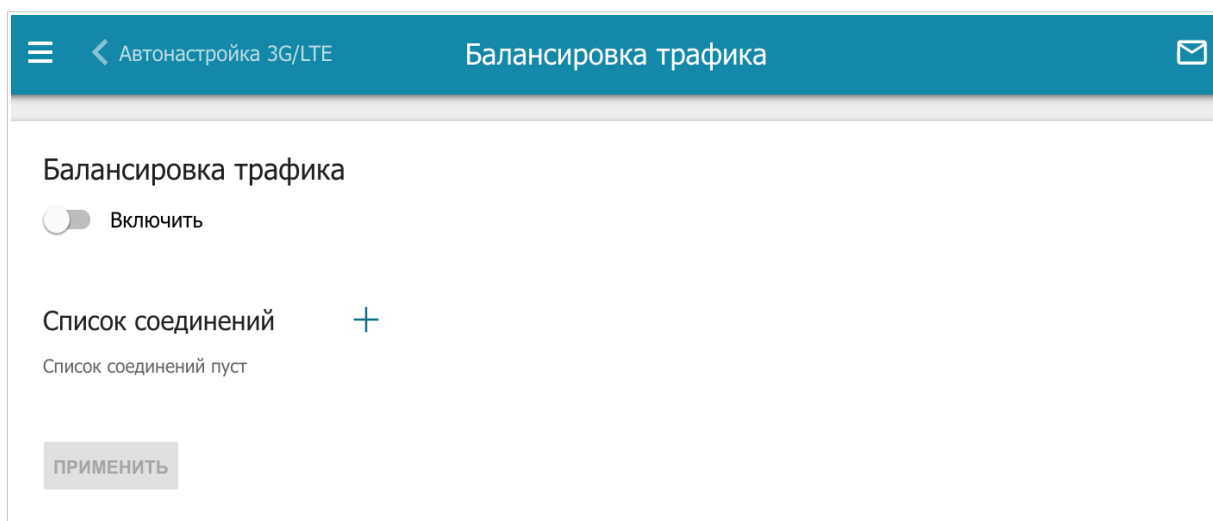 Автонастройка 3G/LTE Балансировка трафика
Балансировка трафика
Включить
Список соединений
Список соединений пуст
ПРИМЕНИТЬ